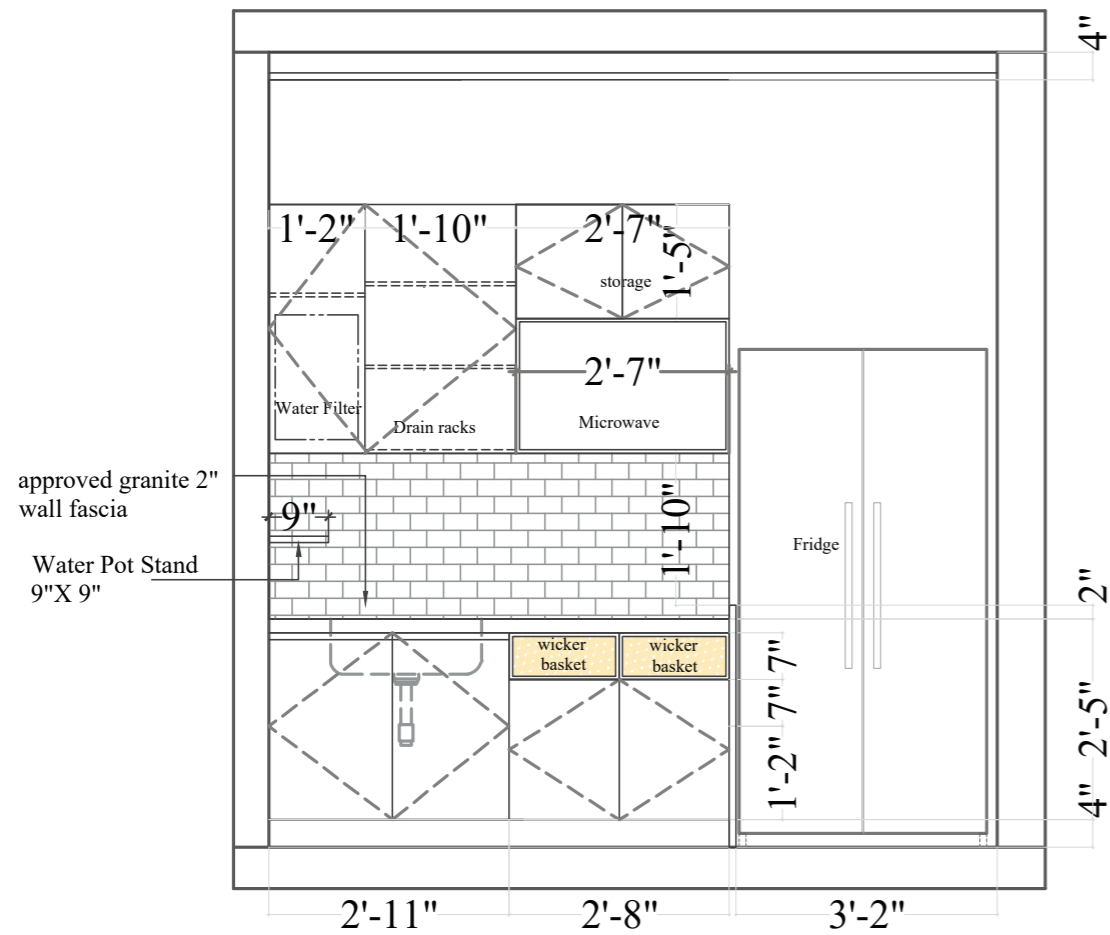 4"
1'-2"
1'-10"
2'-7"
1'-5"
storage
2'-7"
Water Filter
Drain racks
Microwave
approved granite 2"
wall fascia
9"
1'-10"
Water Pot Stand
9"X 9"
Fridge
2"
wicker
basket
wicker
basket
7"
7"
1'-2"
2'-5"
4"
2'-11"
2'-8"
3'-2"